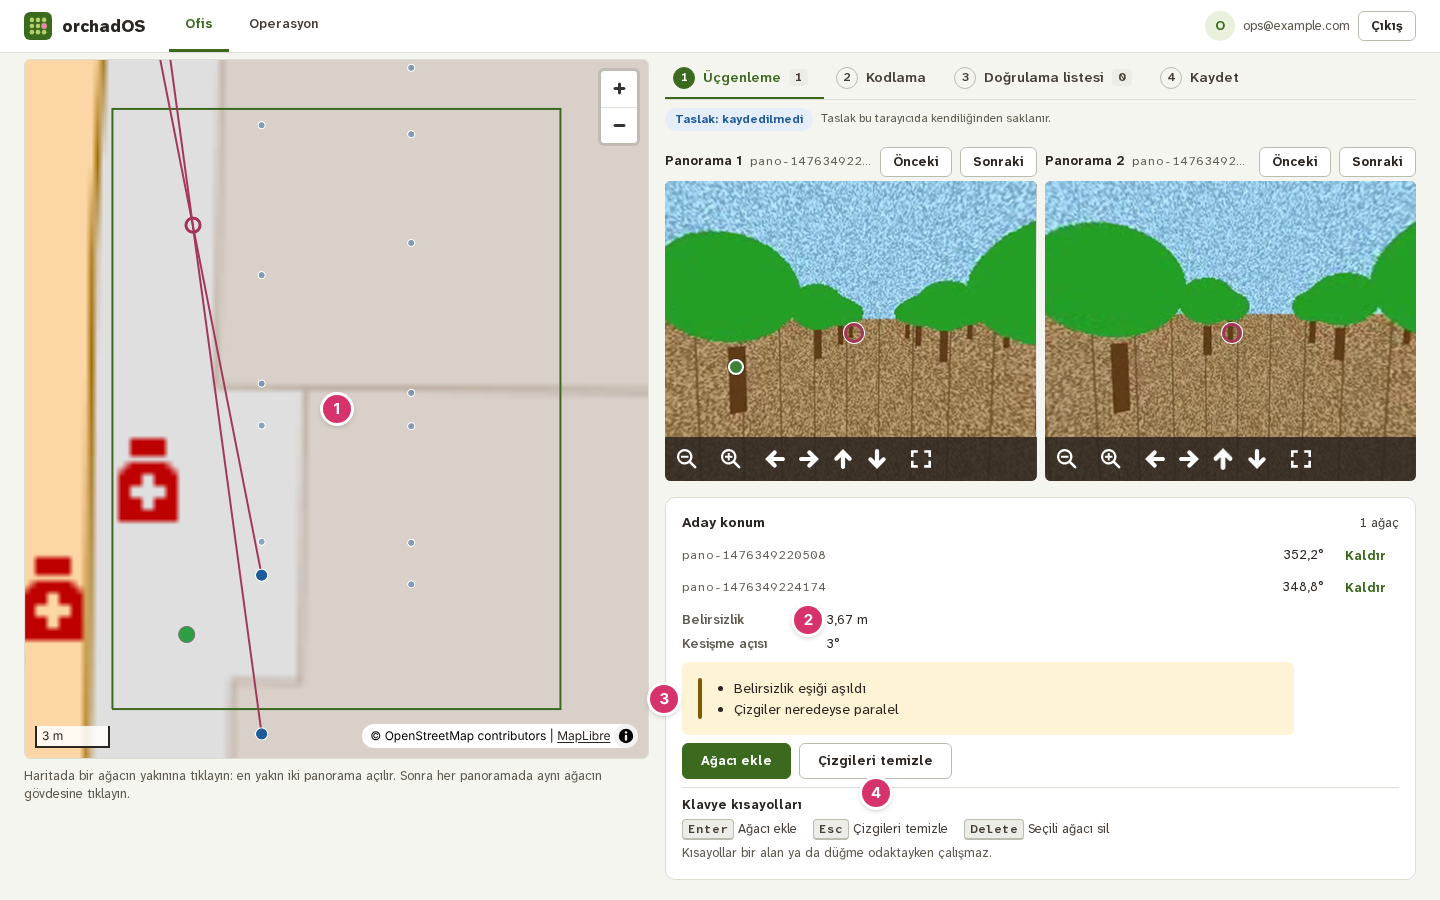 orchadOS
Ofis
Operasyon
O
ops@example.com
Çıkış
+
−
1
3 m
© OpenStreetMap contributors | MapLibre
Haritada bir ağacın yakınına tıklayın: en yakın iki panorama açılır. Sonra her panoramada aynı ağacın
gövdesine tıklayın.
1 Üçgenleme 1
2 Kodlama
3 Doğrulama listesi 0
4 Kaydet
Taslak: kaydedilmedi
Taslak bu tarayıcıda kendiliğinden saklanır.
Panorama 1 pano-147634922…
Önceki
Sonraki
Panorama 2 pano-14763492…
Önceki
Sonraki
Aday konum
1 ağaç
pano-1476349220508
352,2°
Kaldır
pano-1476349224174
348,8°
Kaldır
Belirsizlik
2
3,67 m
Kesişme açısı
3°
3
Belirsizlik eşiği aşıldı
Çizgiler neredeyse paralel
Ağacı ekle
Çizgileri temizle
4
Klavye kısayolları
Enter Ağacı ekle
Esc Çizgileri temizle
Delete Seçili ağacı sil
Kısayollar bir alan ya da düğme odaktayken çalışmaz.